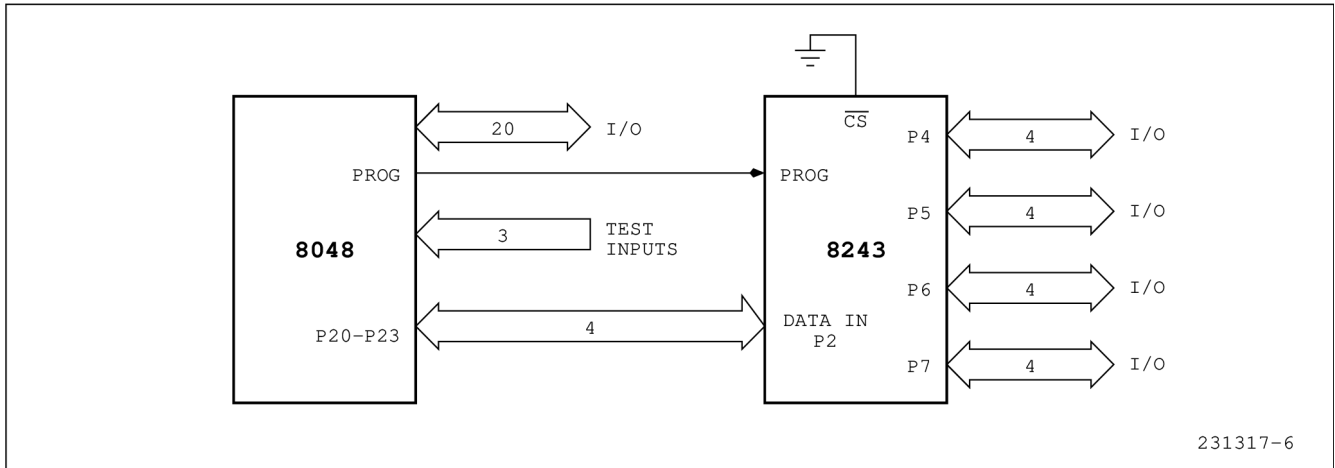 20 I/O
PROG
3 TEST
INPUTS
8048
P20-P23
4
CS
PROG
8243
DATA IN
P2
P4 4 I/O
P5 4 I/O
P6 4 I/O
P7 4 I/O
231317-6